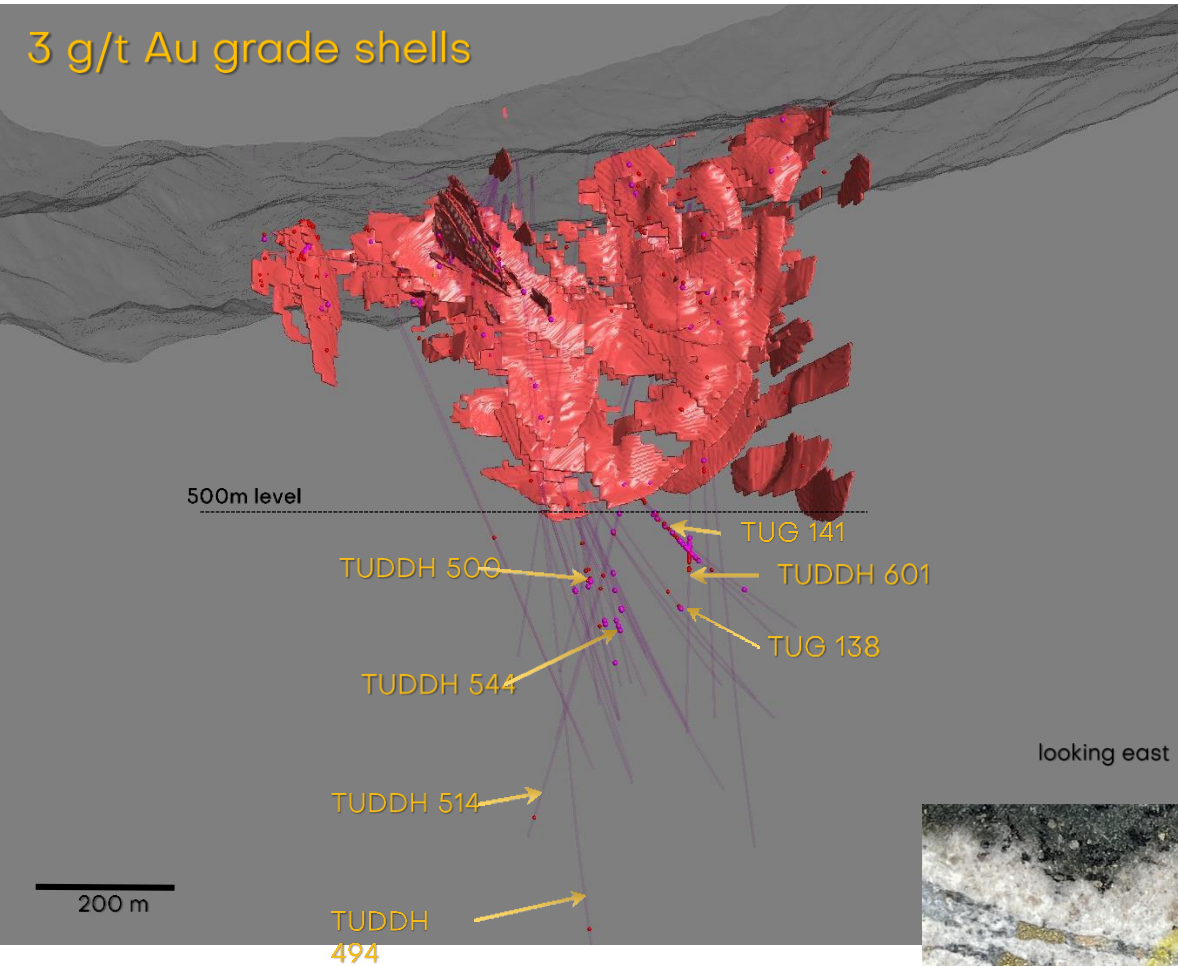 3 g/t Au grade shells
500m level
TUG 141
TUDDH 500
TUDDH 601
TUG 138
TUDDH 544
looking east
TUDDH 514
200 m
TUDDH
494